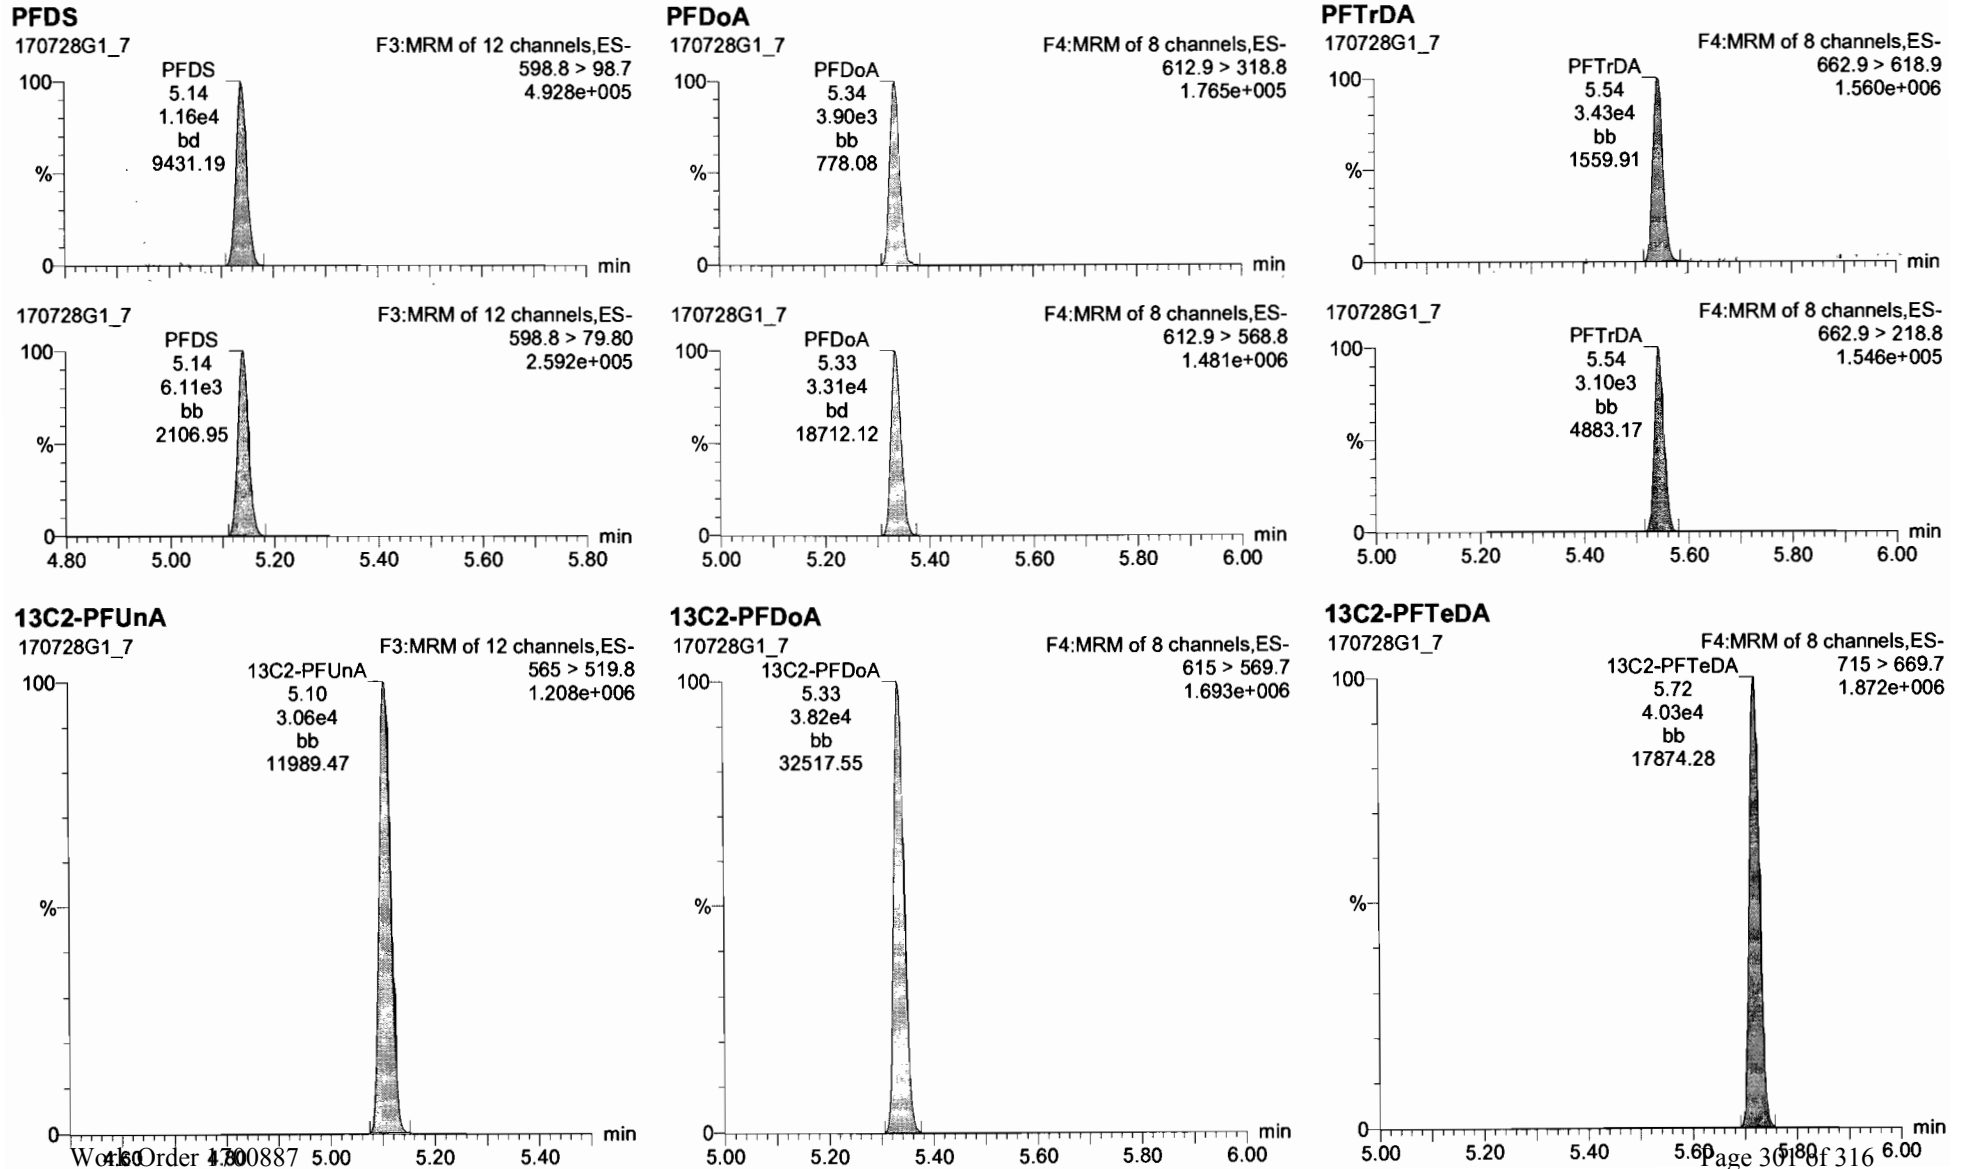 PFDS
170728G1_7
F3:MRM of 12 channels,ES-
598.8 > 98.7
4.928e+005
PFDS
5.14
1.16e4
bd
9431.19
100
%
0
min
170728G1_7
F3:MRM of 12 channels,ES-
598.8 > 79.80
2.592e+005
PFDS
5.14
6.11e3
bb
2106.95
100
%
0
min
4.80 5.00 5.20 5.40 5.60 5.80
PFDoA
170728G1_7
F4:MRM of 8 channels,ES-
612.9 > 318.8
1.765e+005
PFDoA
5.34
3.90e3
bb
778.08
100
%
0
min
170728G1_7
F4:MRM of 8 channels,ES-
612.9 > 568.8
1.481e+006
PFDoA
5.33
3.31e4
bd
18712.12
100
%
0
min
5.00 5.20 5.40 5.60 5.80 6.00
PFTrDA
170728G1_7
F4:MRM of 8 channels,ES-
662.9 > 618.9
1.560e+006
PFTrDA
5.54
3.43e4
bb
1559.91
100
%
0
min
170728G1_7
F4:MRM of 8 channels,ES-
662.9 > 218.8
1.546e+005
PFTrDA
5.54
3.10e3
bb
4883.17
100
%
0
min
5.00 5.20 5.40 5.60 5.80 6.00
13C2-PFUnA
170728G1_7
F3:MRM of 12 channels,ES-
565 > 519.8
1.208e+006
13C2-PFUnA
5.10
3.06e4
bb
11989.47
100
%
0
min
4.60 4.80 5.00 5.20 5.40
13C2-PFDoA
170728G1_7
F4:MRM of 8 channels,ES-
615 > 569.7
1.693e+006
13C2-PFDoA
5.33
3.82e4
bb
32517.55
100
%
0
min
5.00 5.20 5.40 5.60 5.80 6.00
13C2-PFTeDA
170728G1_7
F4:MRM of 8 channels,ES-
715 > 669.7
1.872e+006
13C2-PFTeDA
5.72
4.03e4
bb
17874.28
100
%
0
min
5.00 5.20 5.40 5.60 5.80 6.00
Work Order 1700887
Page 301 of 316